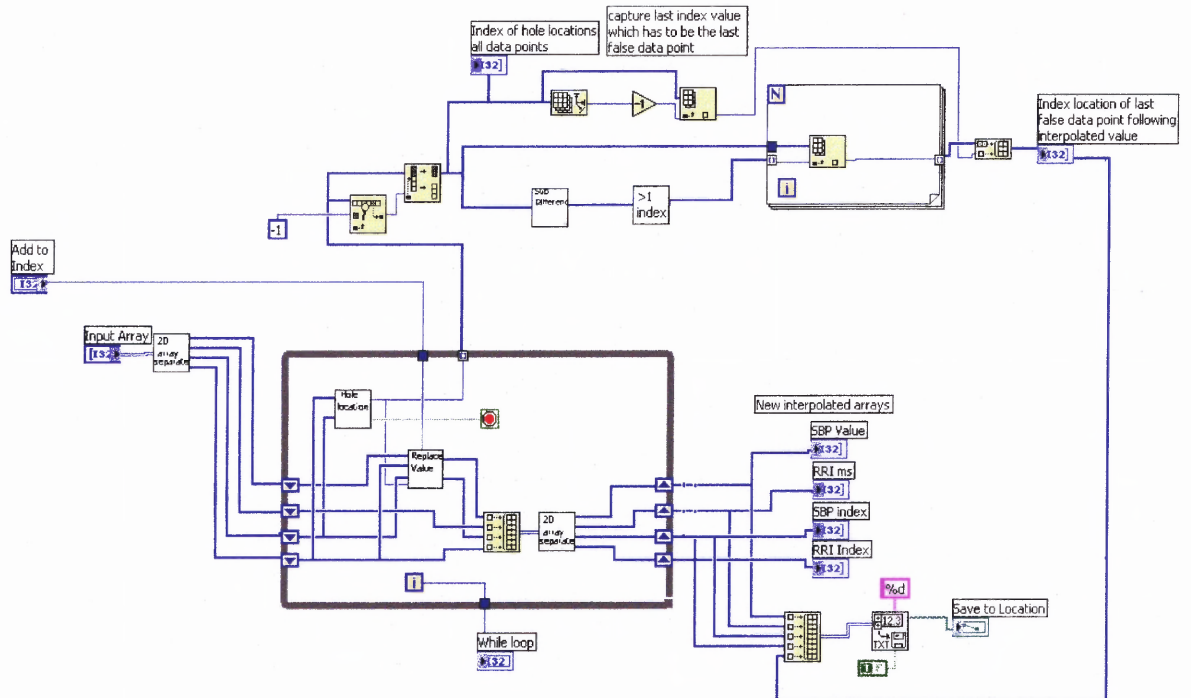 Index of hole locations
all data points
capture last index value
which has to be the last
false data point
I32]
-1
N
Index location of last
false data point following
interpolated value
I32]
i
>1
index
-1
Add to
Index
I32
Input Array
[I32
2D
array
separate
Hole
location
Replace
Value
2D
array
separate
i
While loop
I32
New interpolated arrays
SBP Value
I32]
RRI ms
I32]
SBP index
I32]
RRI Index
I32]
%d
12.3
TXT
Save to Location